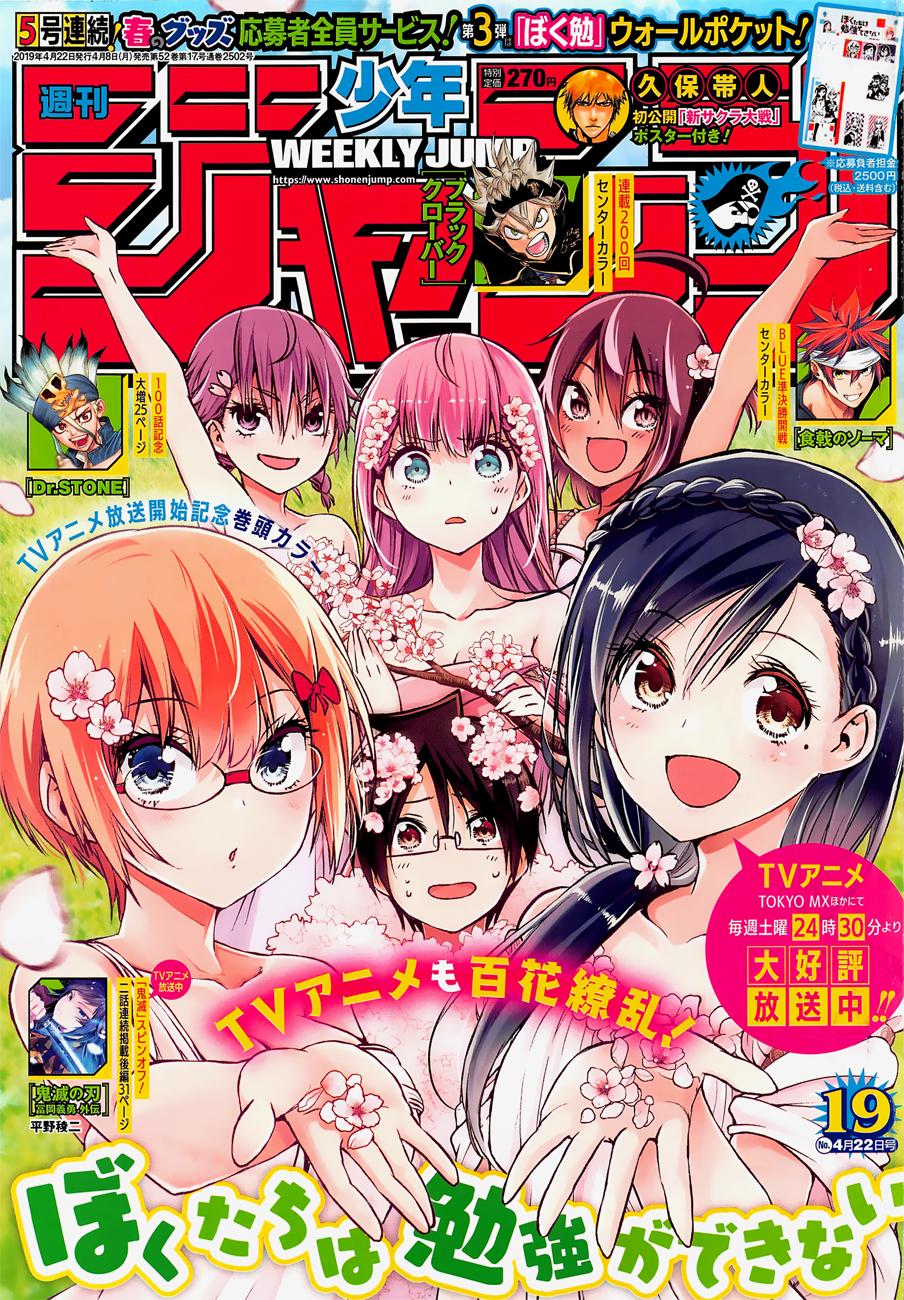 5号連続!春のグッズ応募者全員サービス!第3弾は「ぼく勉」ウォールポケット!
2019年4月22日発行4月8日(月)発売第52巻第17号通巻2502号
週刊
少年
ジャンプ
WEEKLY JUMP
https://www.shonenjump.com
特別定価270円
久保帯人
初公開「新サクラ大戦」
ポスター付き!
※応募負者担金
2500円
(税込・送料含む)
[ブラッククローバー]
連載200回
センターカラー
[Dr.STONE]
100話記念
大増25ページ
BLUE準決勝開戦
センターカラー
[食戟のソーマ]
TVアニメ放送開始記念巻頭カラー
TVアニメ
TOKYO MXほかにて
毎週土曜24時30分より
大好評
放送中!!
TVアニメも百花繚乱!
TVアニメ
放送中
「鬼滅」スピンオフ!
二話連続掲載後編31ページ
[鬼滅の刃
冨岡義勇 外伝]
平野稜二
19
No.4月22日号
ぼくたちは勉強ができない